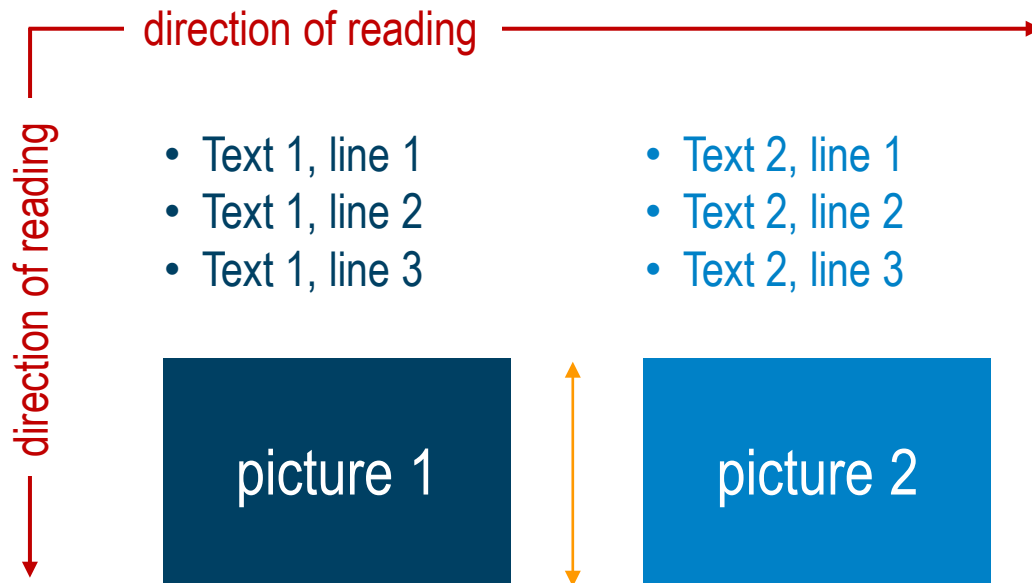 direction of reading
direction of reading
• Text 1, line 1
• Text 1, line 2
• Text 1, line 3
• Text 2, line 1
• Text 2, line 2
• Text 2, line 3
picture 1
picture 2